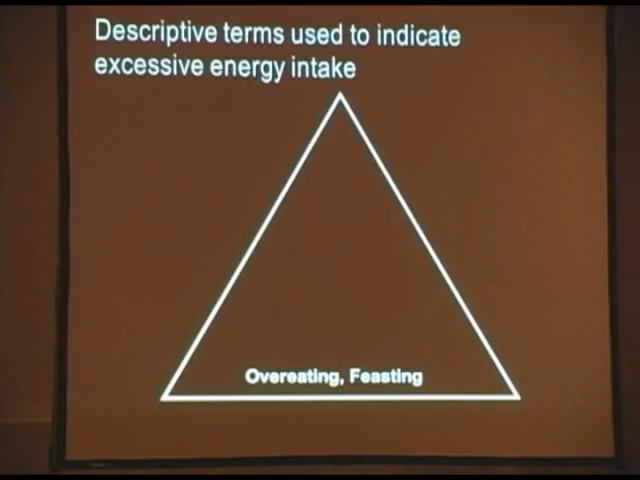 Descriptive terms used to indicate
excessive energy intake
Overeating, Feasting